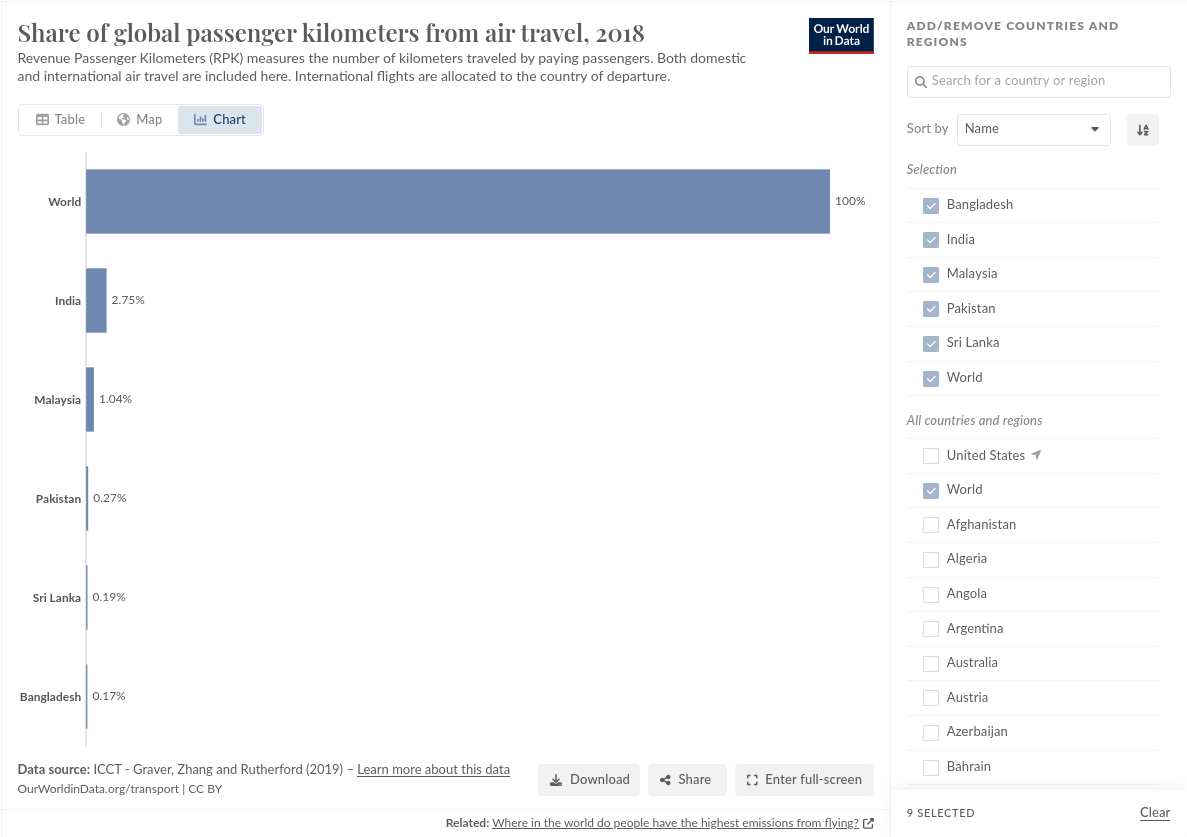 Share of global passenger kilometers from air travel, 2018
Revenue Passenger Kilometers (RPK) measures the number of kilometers traveled by paying passengers. Both domestic
and international air travel are included here. International flights are allocated to the country of departure.
Our World
in Data
Table
Map
Chart
World
100%
India
2.75%
Malaysia
1.04%
Pakistan
0.27%
Sri Lanka
0.19%
Bangladesh
0.17%
Data source: ICCT - Graver, Zhang and Rutherford (2019) – Learn more about this data
OurWorldinData.org/transport | CC BY
Download
Share
Enter full-screen
Related: Where in the world do people have the highest emissions from flying?
ADD/REMOVE COUNTRIES AND
REGIONS
Search for a country or region
Sort by
Name
Selection
Bangladesh
India
Malaysia
Pakistan
Sri Lanka
World
All countries and regions
United States
World
Afghanistan
Algeria
Angola
Argentina
Australia
Austria
Azerbaijan
Bahrain
9 SELECTED
Clear